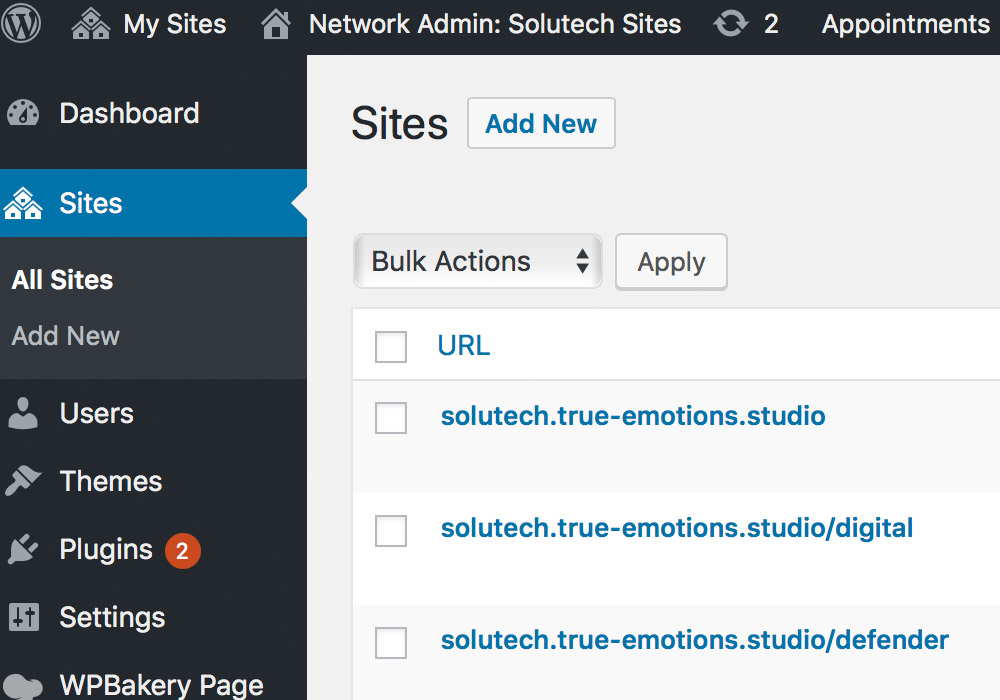 My Sites Network Admin: Solutech Sites 2 Appointments
Dashboard
Sites
All Sites
Add New
Users
Themes
Plugins 2
Settings
WPBakery Page
Sites Add New
Bulk Actions Apply
URL
solutech.true-emotions.studio
solutech.true-emotions.studio/digital
solutech.true-emotions.studio/defender